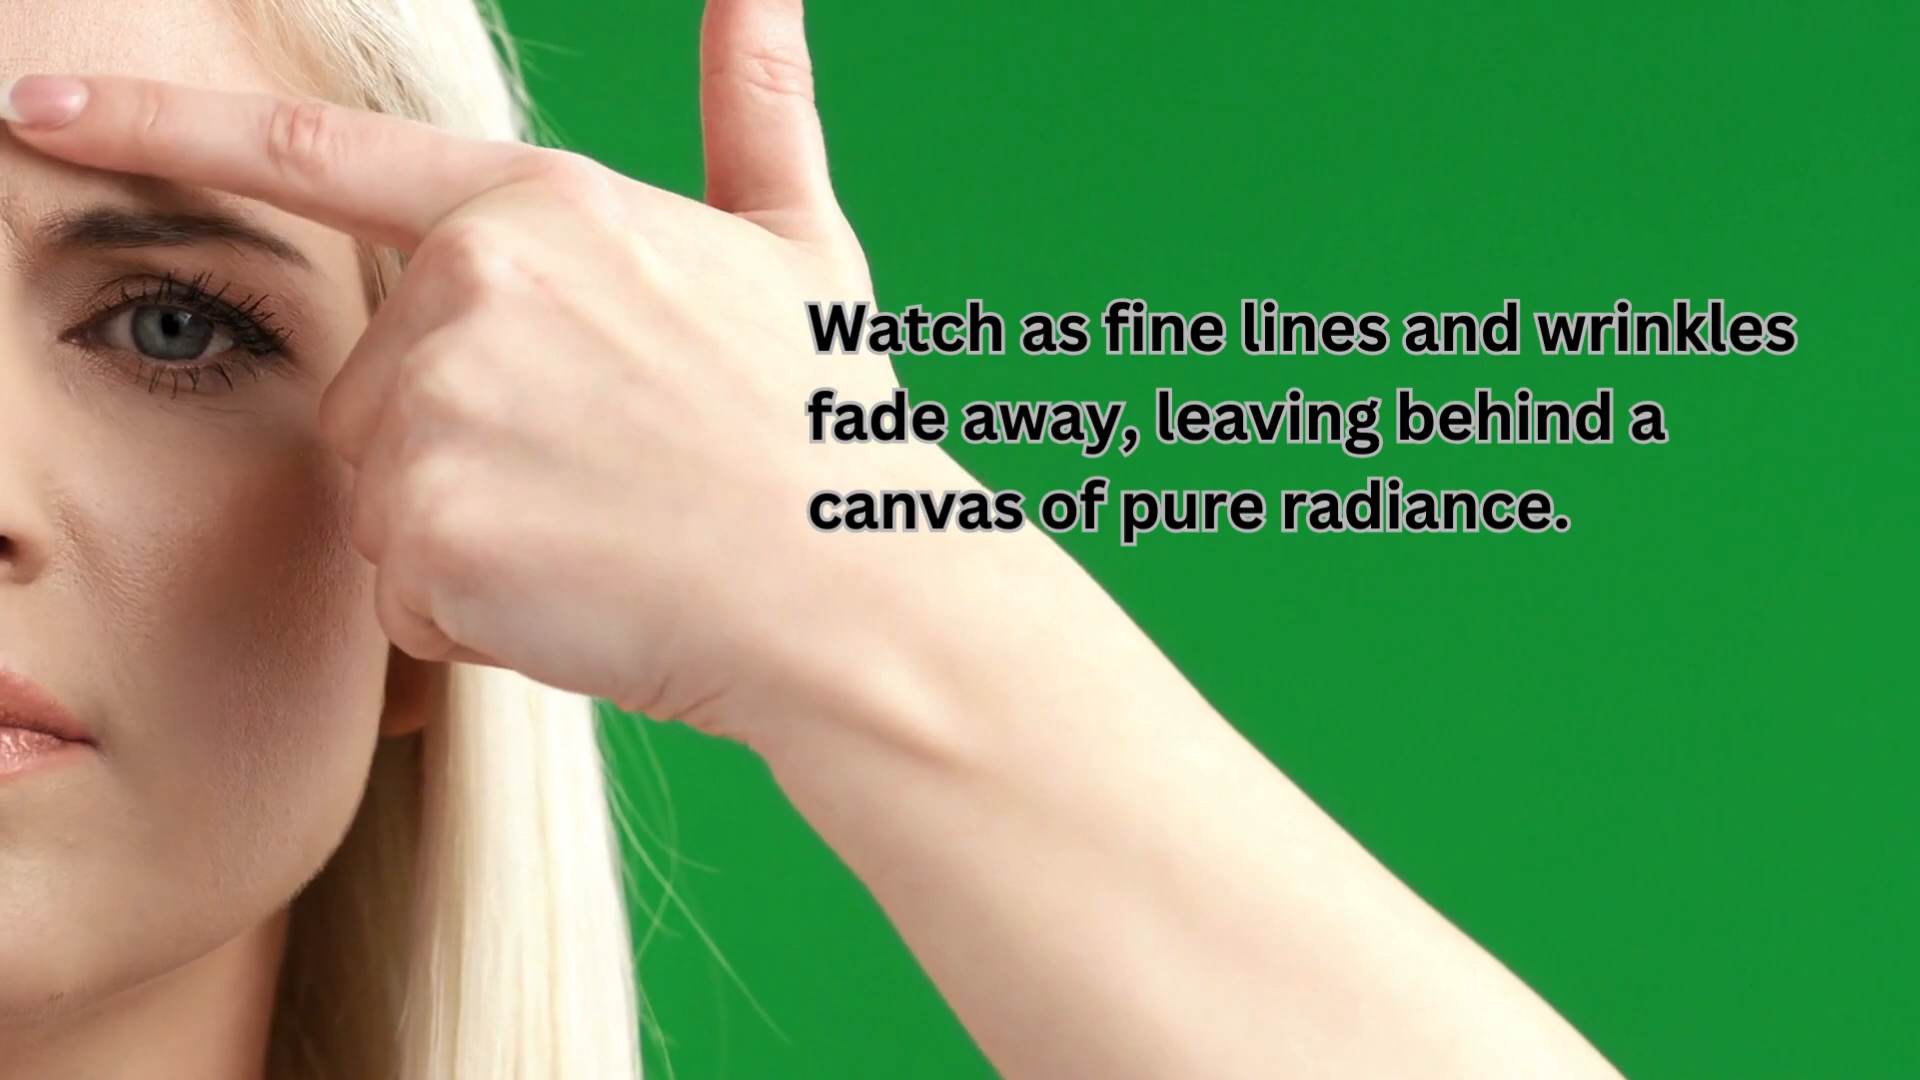 Watch as fine lines and wrinkles
fade away, leaving behind a
canvas of pure radiance.